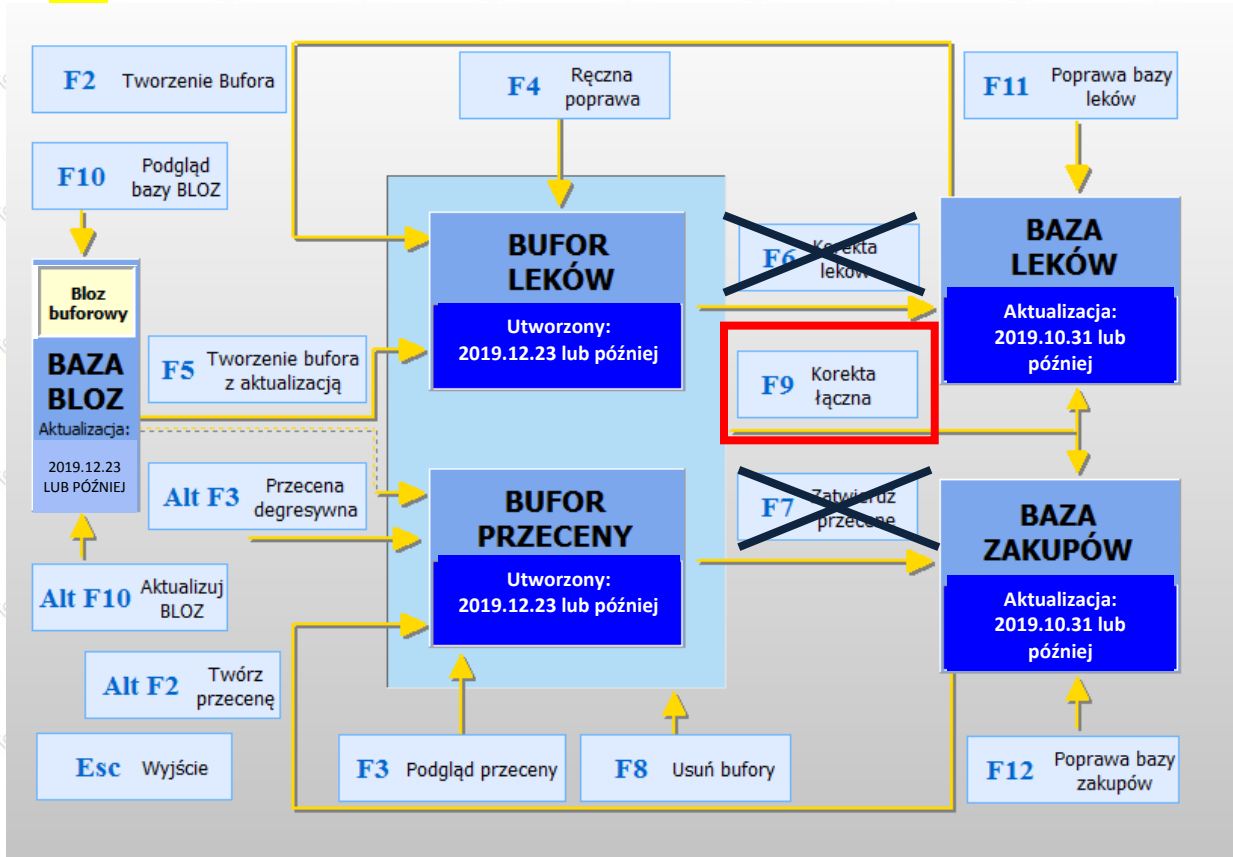 F2 Tworzenie Bufora
F4 Ręczna
poprawa
F11 Poprawa bazy
leków
F10 Podgląd
bazy BLOZ
BUFOR
LEKÓW
Utworzony:
2019.12.23 lub później
F6 Korekta
leków
BAZA
LEKÓW
Aktualizacja:
2019.10.31 lub
później
Bloz
buforowy
BAZA
BLOZ
Aktualizacja:
2019.12.23
LUB PÓŹNIEJ
F5 Tworzenie bufora
z aktualizacją
F9 Korekta
łączna
Alt F3 Przecena
degresywna
BUFOR
PRZECENY
Utworzony:
2019.12.23 lub później
F7 Zatwierdź
przecenę
BAZA
ZAKUPÓW
Aktualizacja:
2019.10.31 lub
później
Alt F10 Aktualizuj
BLOZ
Alt F2 Twórz
przecenę
Esc Wyjście
F3 Podgląd przeceny
F8 Usuń bufory
F12 Poprawa bazy
zakupów